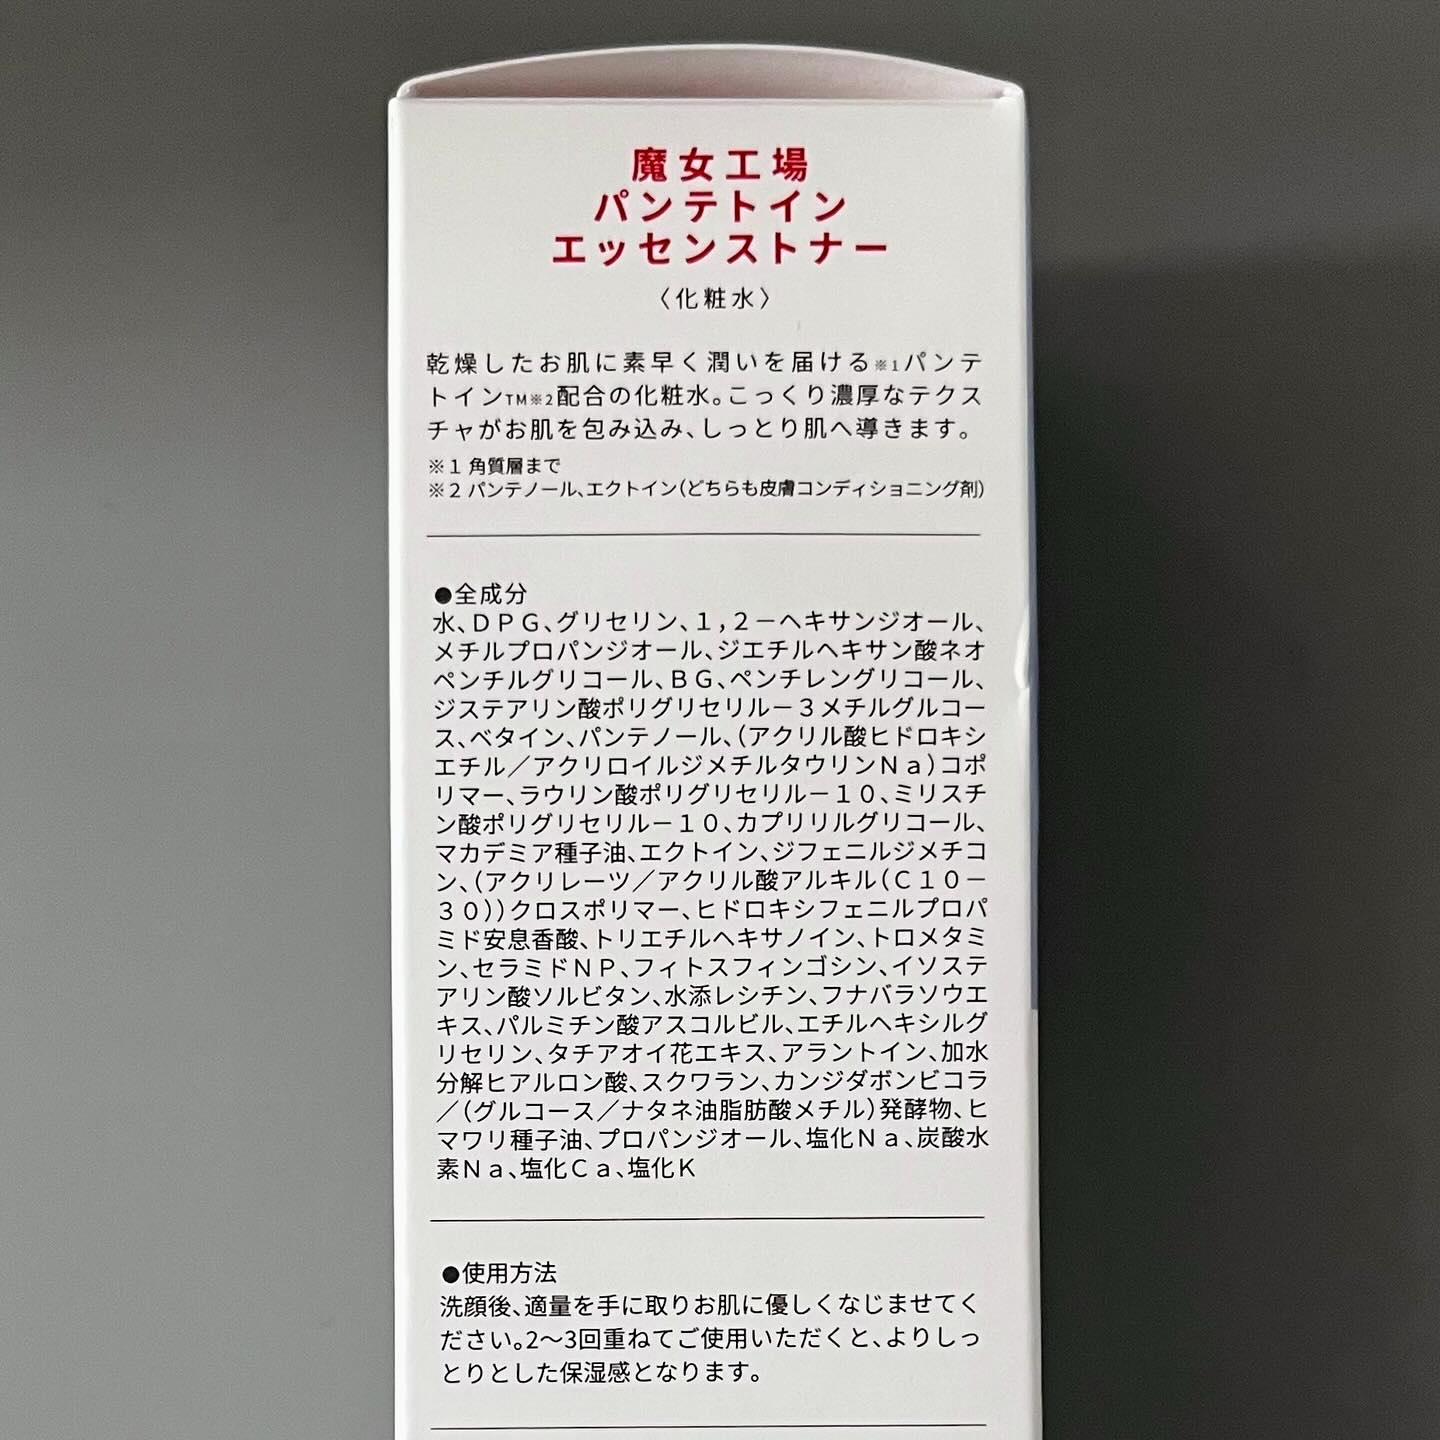 魔女工場
パンテトイン
エッセンストナー
〈化粧水〉
乾燥したお肌に素早く潤いを届ける※1パンテ
トインTM※2配合の化粧水。こっくり濃厚なテクス
チャがお肌を包み込み、しっとり肌へ導きます。
※1 角質層まで
※2 パンテノール、エクトイン(どちらも皮膚コンディショニング剤)
●全成分
水、DPG、グリセリン、1,2-ヘキサンジオール、
メチルプロパンジオール、ジエチルヘキサン酸ネオ
ペンチルグリコール、BG、ペンチレングリコール、
ジステアリン酸ポリグリセリル-3メチルグルコー
ス、ベタイン、パンテノール、(アクリル酸ヒドロキシ
エチル/アクリロイルジメチルタウリンNa)コポ
リマー、ラウリン酸ポリグリセリル-10、ミリスチ
ン酸ポリグリセリル-10、カプリリルグリコール、
マカデミア種子油、エクトイン、ジフェニルジメチコ
ン、(アクリレーツ/アクリル酸アルキル(C10-
30))クロスポリマー、ヒドロキシフェニルプロパ
ミド安息香酸、トリエチルヘキサノイン、トロメタミ
ン、セラミドNP、フィトスフィンゴシン、イソステ
アリン酸ソルビタン、水添レシチン、フナバラソウエ
キス、パルミチン酸アスコルビル、エチルヘキシルグ
リセリン、タチアオイ花エキス、アラントイン、加水
分解ヒアルロン酸、スクワラン、カンジダボンビコラ
/(グルコース/ナタネ油脂肪酸メチル)発酵物、ヒ
マワリ種子油、プロパンジオール、塩化Na、炭酸水
素Na、塩化Ca、塩化K
●使用方法
洗顔後、適量を手に取りお肌に優しくなじませてく
ださい。2〜3回重ねてご使用いただくと、よりしっ
とりとした保湿感となります。